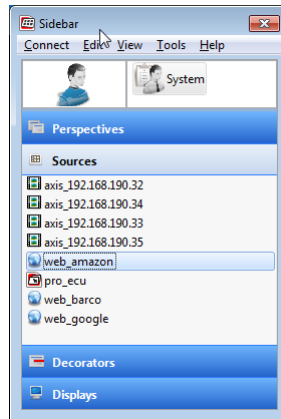 Sidebar
Connect Edit View Tools Help
System
Perspectives
Sources
axis_192.168.190.32
axis_192.168.190.34
axis_192.168.190.33
axis_192.168.190.35
web_amazon
pro_ecu
web_barco
web_google
Decorators
Displays